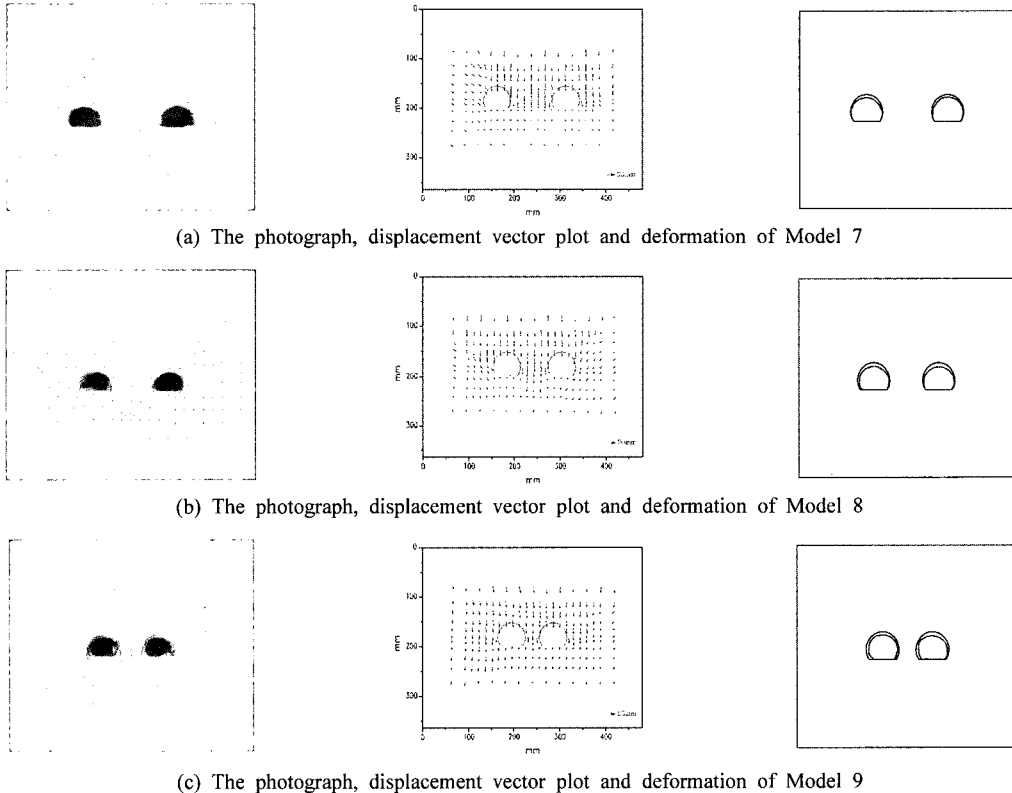 0
100
200
300
mm
0 100 200 300 400
mm
(a) The photograph, displacement vector plot and deformation of Model 7
0
100
200
300
mm
0 100 200 300 400
mm
(b) The photograph, displacement vector plot and deformation of Model 8
0
100
200
300
mm
0 100 200 300 400
mm
(c) The photograph, displacement vector plot and deformation of Model 9